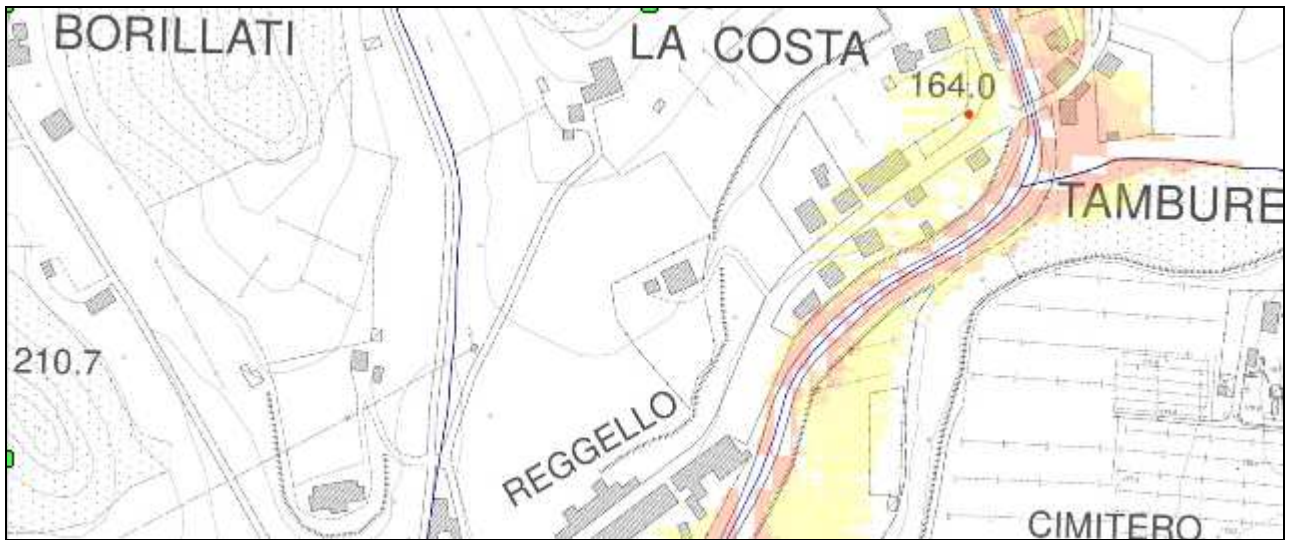 BORILLATI
LA COSTA
164.0
TAMBURE
210.7
REGGELLO
CIMITERO